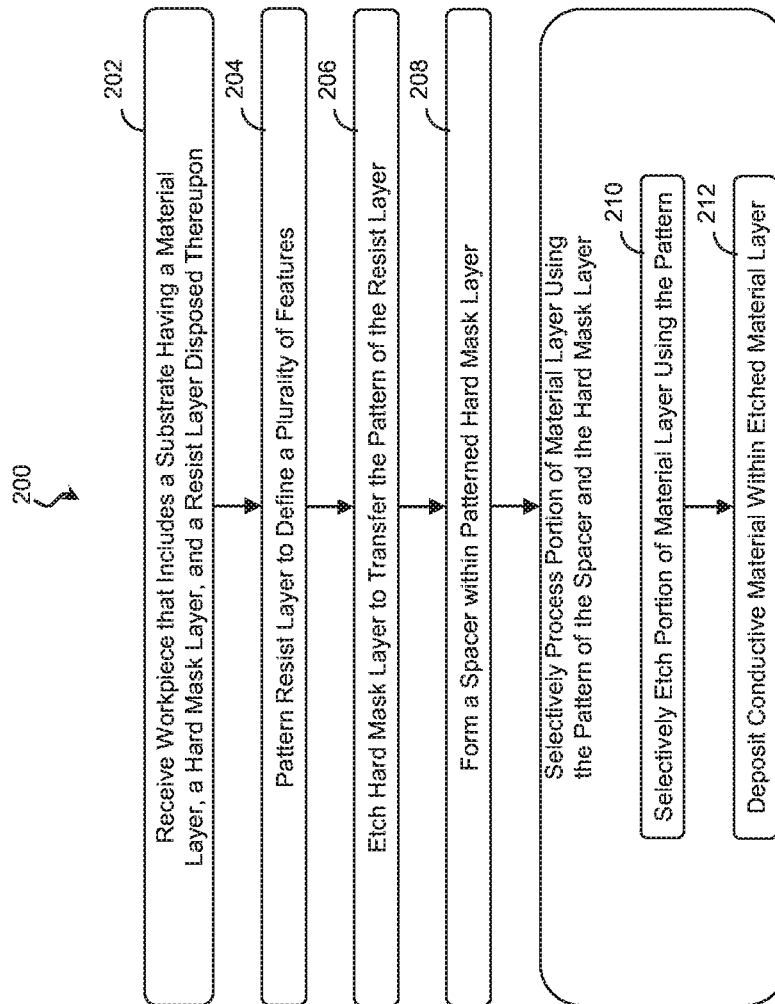 200
202
Receive Workpiece that Includes a Substrate Having a Material
Layer, a Hard Mask Layer, and a Resist Layer Disposed Thereupon
204
Pattern Resist Layer to Define a Plurality of Features
206
Etch Hard Mask Layer to Transfer the Pattern of the Resist Layer
208
Form a Spacer within Patterned Hard Mask Layer
Selectively Process Portion of Material Layer Using
the Pattern of the Spacer and the Hard Mask Layer
210
Selectively Etch Portion of Material Layer Using the Pattern
212
Deposit Conductive Material Within Etched Material Layer